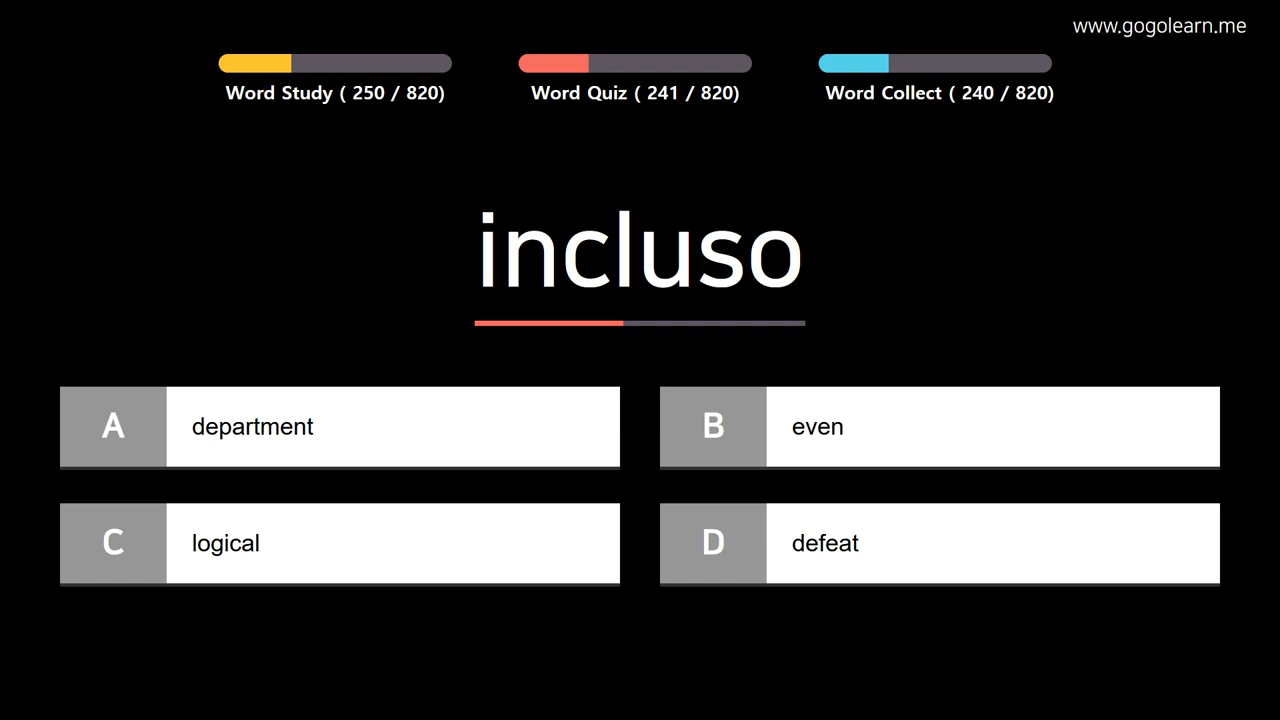 www.gogolearn.me
Word Study ( 250 / 820)
Word Quiz ( 241 / 820)
Word Collect ( 240 / 820)
incluso
A department
B even
C logical
D defeat